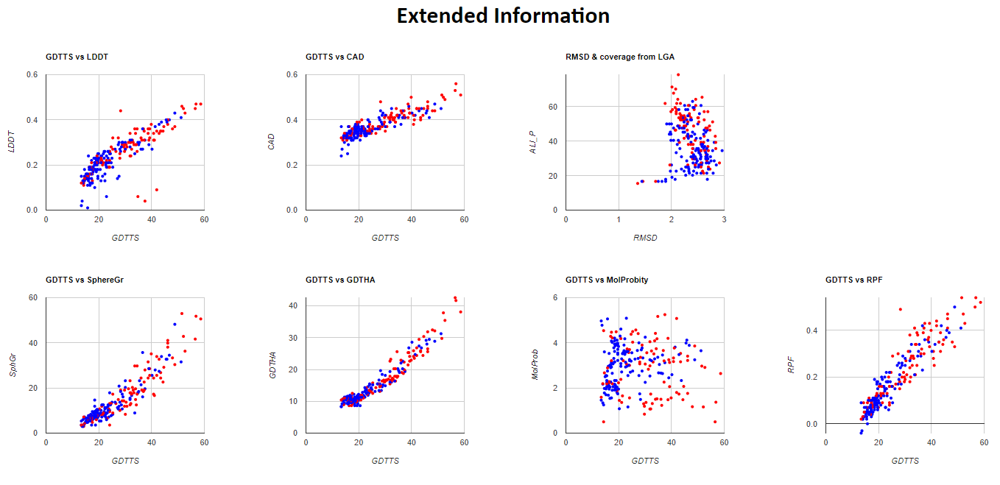 Extended Information
GDTTS vs LDDT
0.6
0.4
0.2
0.0
LDDT
0 20 40 60
GDTTS
GDTTS vs CAD
0.6
0.4
0.2
0.0
CAD
0 20 40 60
GDTTS
RMSD & coverage from LGA
60
40
20
0
ALI_P
0 1 2 3
RMSD
GDTTS vs SphereGr
60
40
20
0
SphGr
0 20 40 60
GDTTS
GDTTS vs GDTHA
40
30
20
10
0
GDTHA
0 20 40 60
GDTTS
GDTTS vs MolProbity
6
4
2
0
MolProb
0 20 40 60
GDTTS
GDTTS vs RPF
0.4
0.2
0.0
RPF
0 20 40 60
GDTTS